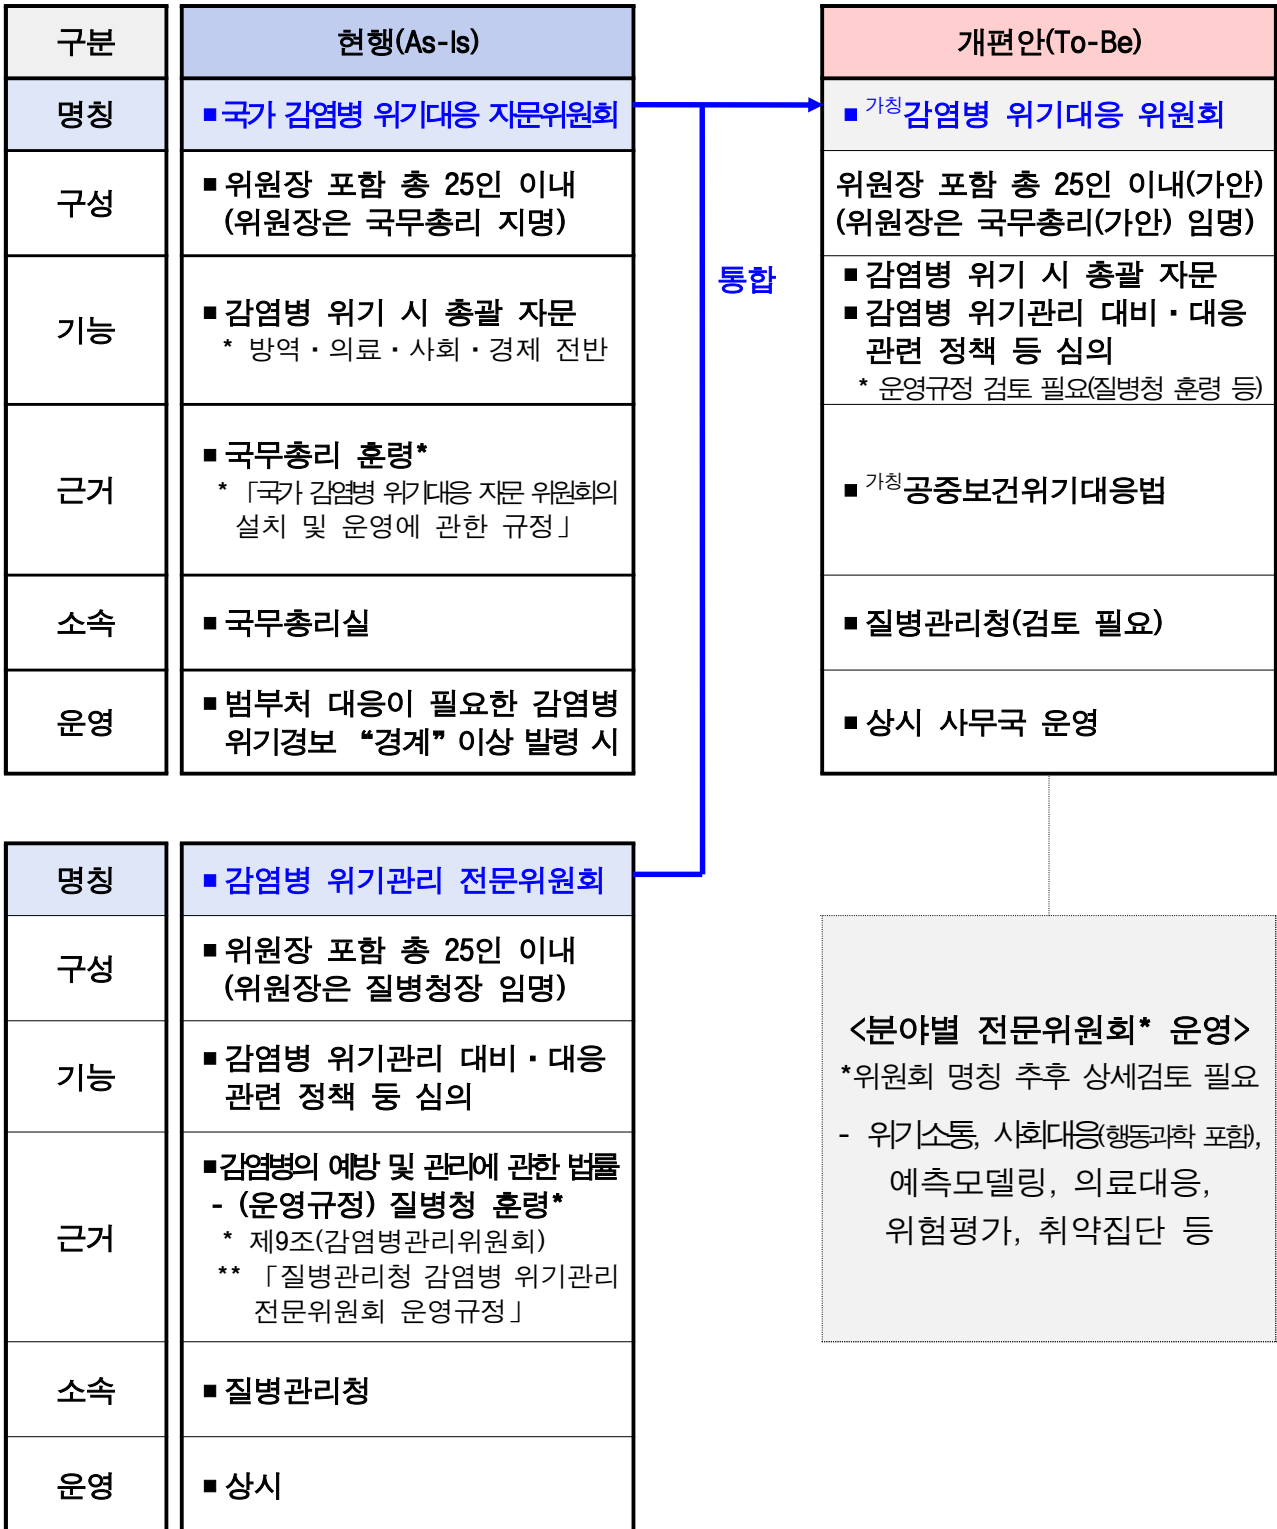 구분
현행(As-Is)
개편안(To-Be)
명칭
■ 국가 감염병 위기대응 자문위원회
■ 가칭감염병 위기대응 위원회
구성
■ 위원장 포함 총 25인 이내
(위원장은 국무총리 지명)
위원장 포함 총 25인 이내(가안)
(위원장은 국무총리(가안) 임명)
통합
기능
■ 감염병 위기 시 총괄 자문
* 방역·의료·사회·경제 전반
■ 감염병 위기 시 총괄 자문
■ 감염병 위기관리 대비·대응
관련 정책 등 심의
* 운영규정 검토 필요(질병청 훈령 등)
근거
■ 국무총리 훈령*
* 「국가 감염병 위기대응 자문 위원회의
설치 및 운영에 관한 규정」
■ 가칭공중보건위기대응법
소속
■ 국무총리실
■ 질병관리청(검토 필요)
운영
■ 범부처 대응이 필요한 감염병
위기경보 “경계” 이상 발령 시
■ 상시 사무국 운영
명칭
■ 감염병 위기관리 전문위원회
구성
■ 위원장 포함 총 25인 이내
(위원장은 질병청장 임명)
기능
■ 감염병 위기관리 대비·대응
관련 정책 둥 심의
근거
■ 감염병의 예방 및 관리에 관한 법률
- (운영규정) 질병청 훈령*
* 제9조(감염병관리위원회)
** 「질병관리청 감염병 위기관리
전문위원회 운영규정」
소속
■ 질병관리청
운영
■ 상시
<분야별 전문위원회* 운영>
*위원회 명칭 추후 상세검토 필요
- 위기소통, 사회대응(행동과학 포함),
예측모델링, 의료대응,
위험평가, 취약집단 등